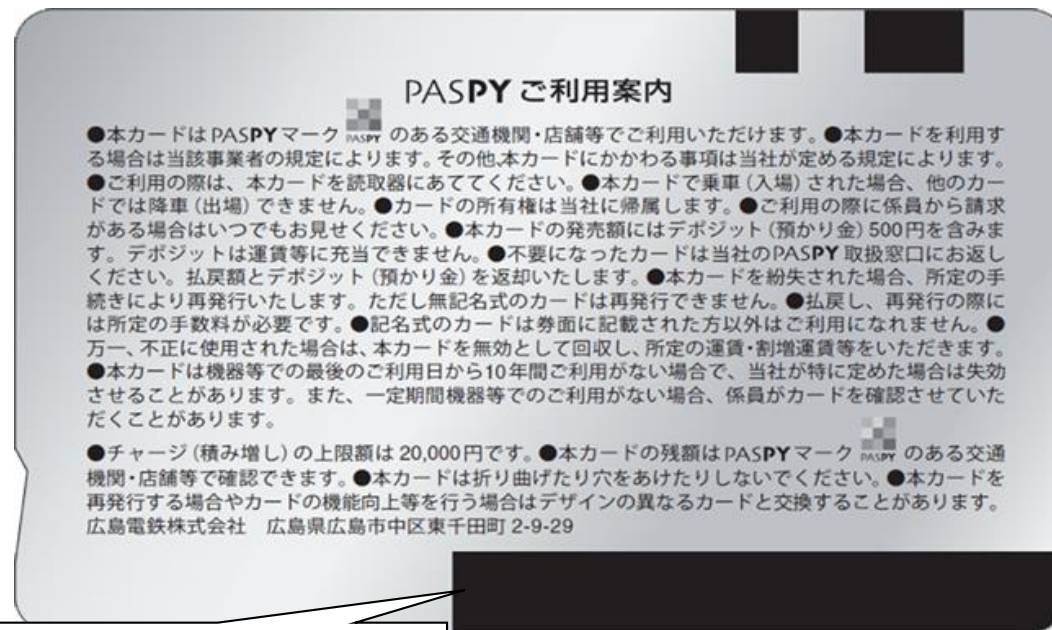 PASPY ご利用案内
●本カードはPASPYマーク PASPY のある交通機関・店舗等でご利用いただけます。●本カードを利用す
る場合は当該事業者の規定によります。その他、本カードにかかわる事項は当社が定める規定によります。
●ご利用の際は、本カードを読取器にあててください。●本カードで乗車(入場)された場合、他のカー
ドでは降車(出場)できません。●カードの所有権は当社に帰属します。●ご利用の際に係員から請求
がある場合はいつでもお見せください。●本カードの発売額にはデポジット(預かり金)500円を含みま
す。デポジットは運賃等に充当できません。●不要になったカードは当社のPASPY取扱窓口にお返し
ください。払戻額とデポジット(預かり金)を返却いたします。●本カードを紛失された場合、所定の手
続きにより再発行いたします。ただし無記名式のカードは再発行できません。●払戻し、再発行の際に
は所定の手数料が必要です。●記名式のカードは券面に記載された方以外はご利用になれません。●
万一、不正に使用された場合は、本カードを無効として回収し、所定の運賃・割増運賃等をいただきます。
●本カードは機器等での最後のご利用日から10年間ご利用がない場合で、当社が特に定めた場合は失効
させることがあります。また、一定期間機器等でのご利用がない場合、係員がカードを確認させていた
だくことがあります。
●チャージ(積み増し)の上限額は20,000円です。●本カードの残額はPASPYマーク PASPY のある交通
機関・店舗等で確認できます。●本カードは折り曲げたり穴をあけたりしないでください。●本カードを
再発行する場合やカードの機能向上等を行う場合はデザインの異なるカードと交換することがあります。
広島電鉄株式会社 広島県広島市中区東千田町 2-9-29